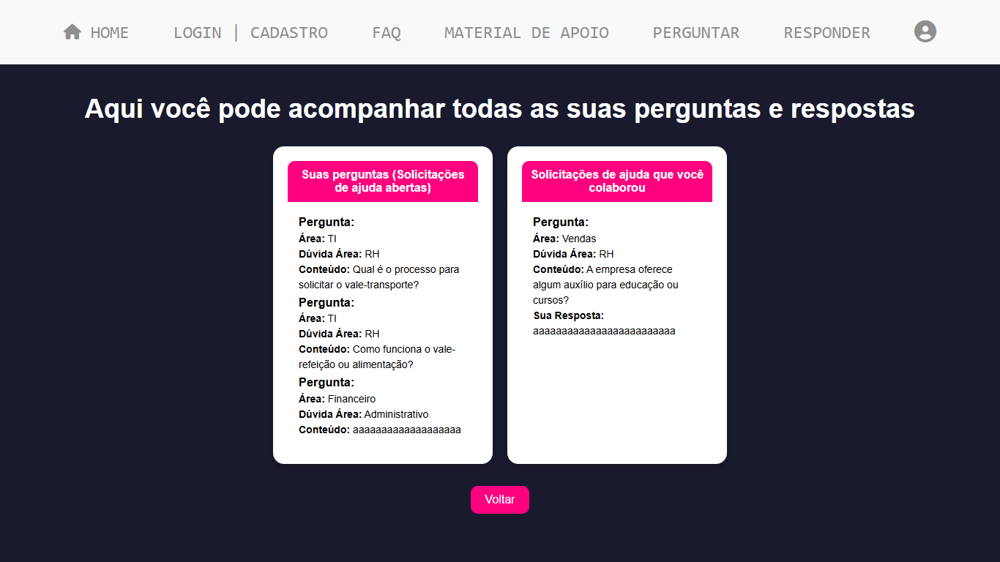 HOME LOGIN | CADASTRO FAQ MATERIAL DE APOIO PERGUNTAR RESPONDER
Aqui você pode acompanhar todas as suas perguntas e respostas
Suas perguntas (Solicitações
de ajuda abertas)
Pergunta:
Área: TI
Dúvida Área: RH
Conteúdo: Qual é o processo para
solicitar o vale-transporte?
Pergunta:
Área: TI
Dúvida Área: RH
Conteúdo: Como funciona o vale-
refeição ou alimentação?
Pergunta:
Área: Financeiro
Dúvida Área: Administrativo
Conteúdo: aaaaaaaaaaaaaaaaaaa
Solicitações de ajuda que você
colaborou
Pergunta:
Área: Vendas
Dúvida Área: RH
Conteúdo: A empresa oferece
algum auxílio para educação ou
cursos?
Sua Resposta:
aaaaaaaaaaaaaaaaaaaaaaaaa
Voltar